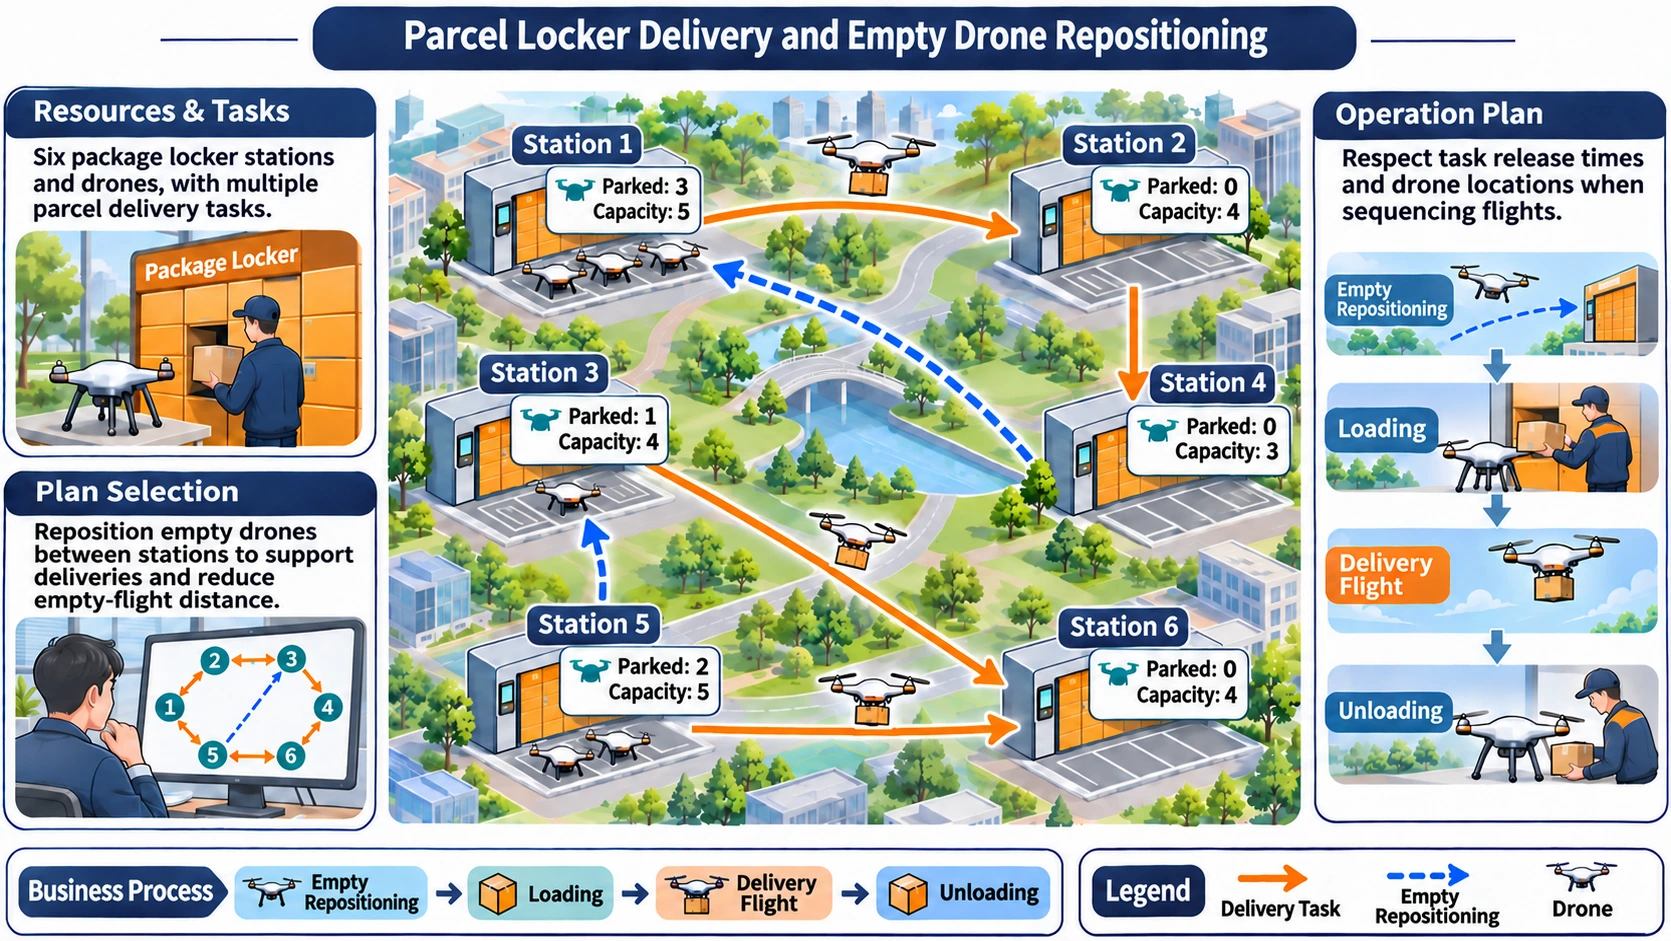 Parcel Locker Delivery and Empty Drone Repositioning
Resources & Tasks
Six package locker stations
and drones, with multiple
parcel delivery tasks.
Package Locker
Plan Selection
Reposition empty drones
between stations to support
deliveries and reduce
empty-flight distance.
2
3
1
4
5
6
Station 1
Parked: 3
Capacity: 5
Station 2
Parked: 0
Capacity: 4
Station 3
Parked: 1
Capacity: 4
Station 4
Parked: 0
Capacity: 3
Station 5
Parked: 2
Capacity: 5
Station 6
Parked: 0
Capacity: 4
Operation Plan
Respect task release times
and drone locations when
sequencing flights.
Empty
Repositioning
Loading
Delivery
Flight
Unloading
Business Process
Empty
Repositioning
Loading
Delivery
Flight
Unloading
Legend
Delivery Task
Empty
Repositioning
Drone